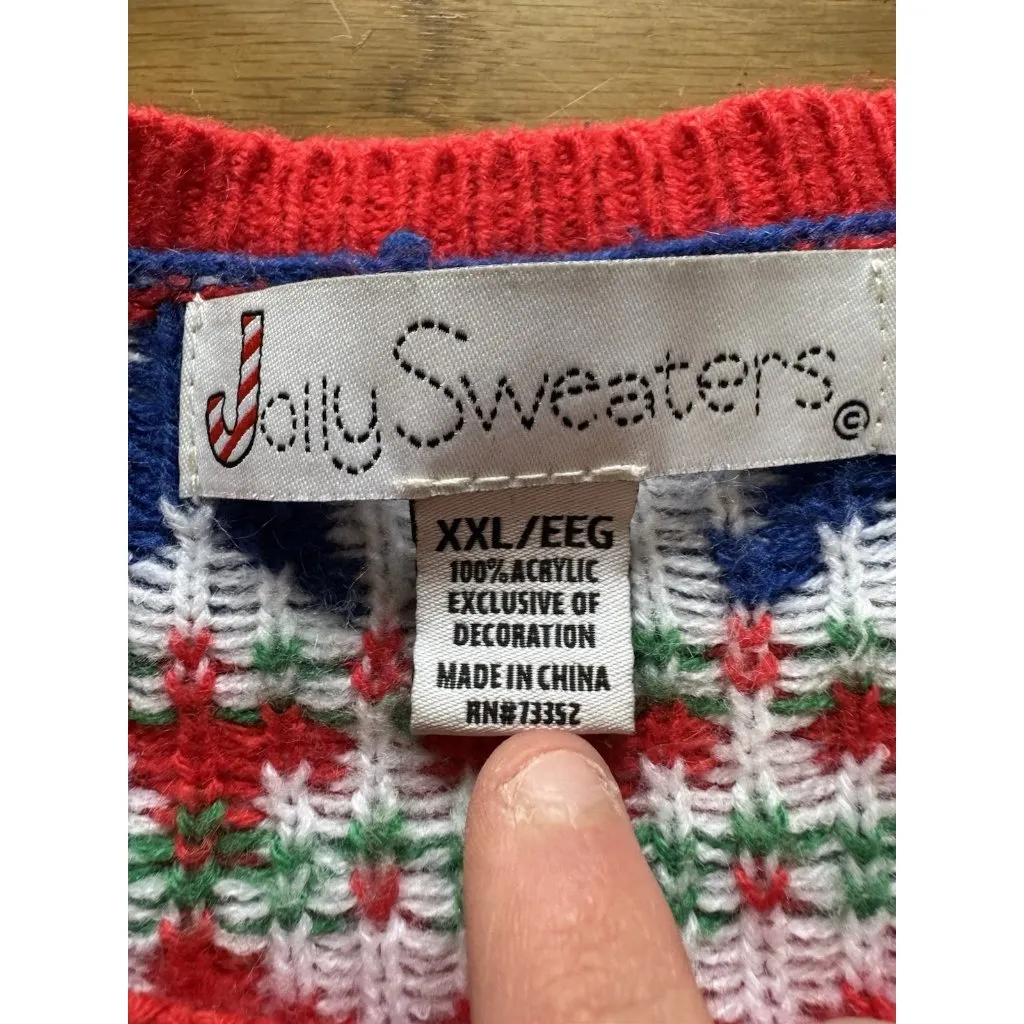 Jolly Sweaters©
XXL/EEG
100% ACRYLIC
EXCLUSIVE OF
DECORATION
MADE IN CHINA
RN#73352